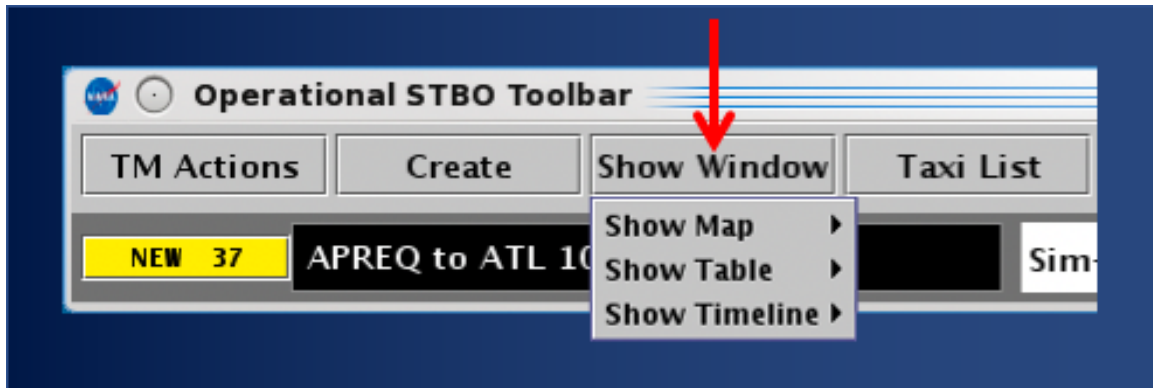 Operational STBO Toolbar
TM Actions Create Show Window Taxi List
NEW 37 APREQ to ATL 10 Sim-
Show Map
Show Table
Show Timeline